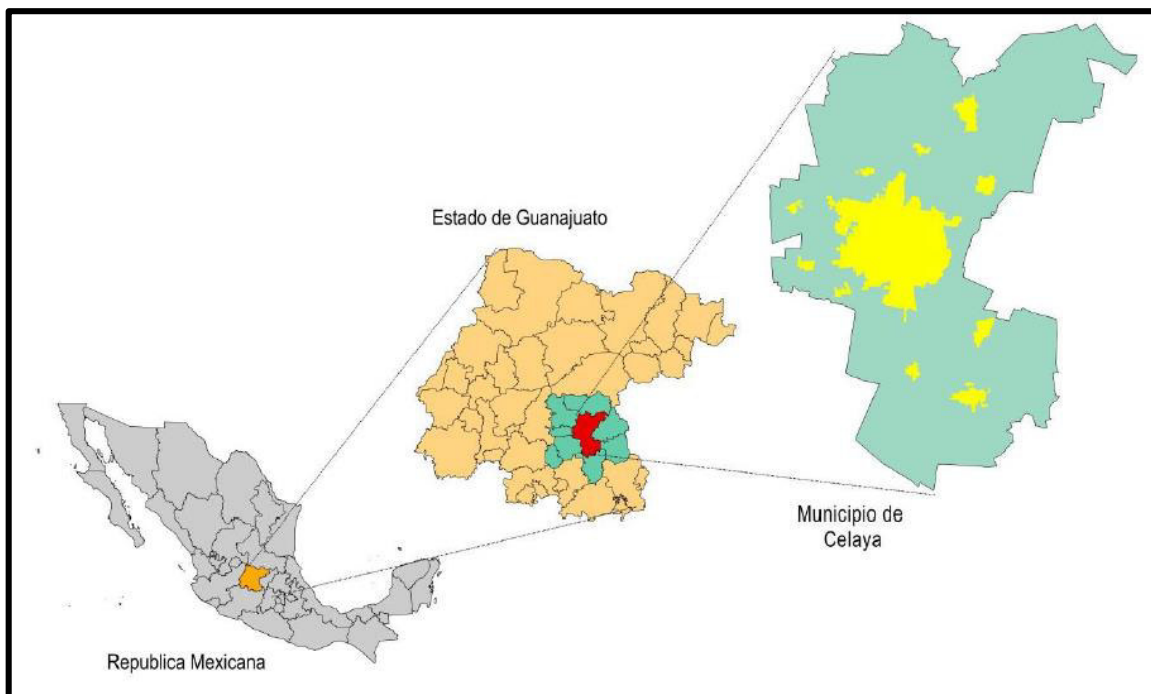 Estado de Guanajuato
Municipio de
Celaya
Republica Mexicana